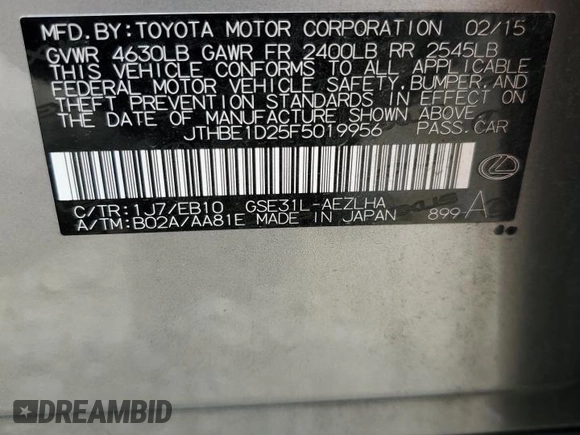 MFD. BY: TOYOTA MOTOR CORPORATION 02/15
GVWR 4630LB GAWR FR 2400LB RR 2545LB
THIS VEHICLE CONFORMS TO ALL APPLICABLE
FEDERAL MOTOR VEHICLE SAFETY, BUMPER, AND
THEFT PREVENTION STANDARDS IN EFFECT ON
THE DATE OF MANUFACTURE SHOWN ABOVE.
JTHBE1D25F5019956 PASS. CAR
C/TR: 1J7/EB10 GSE31L-AEZLHA
A/TM: B02A/AA81E MADE IN JAPAN 899 A
DREAMBID